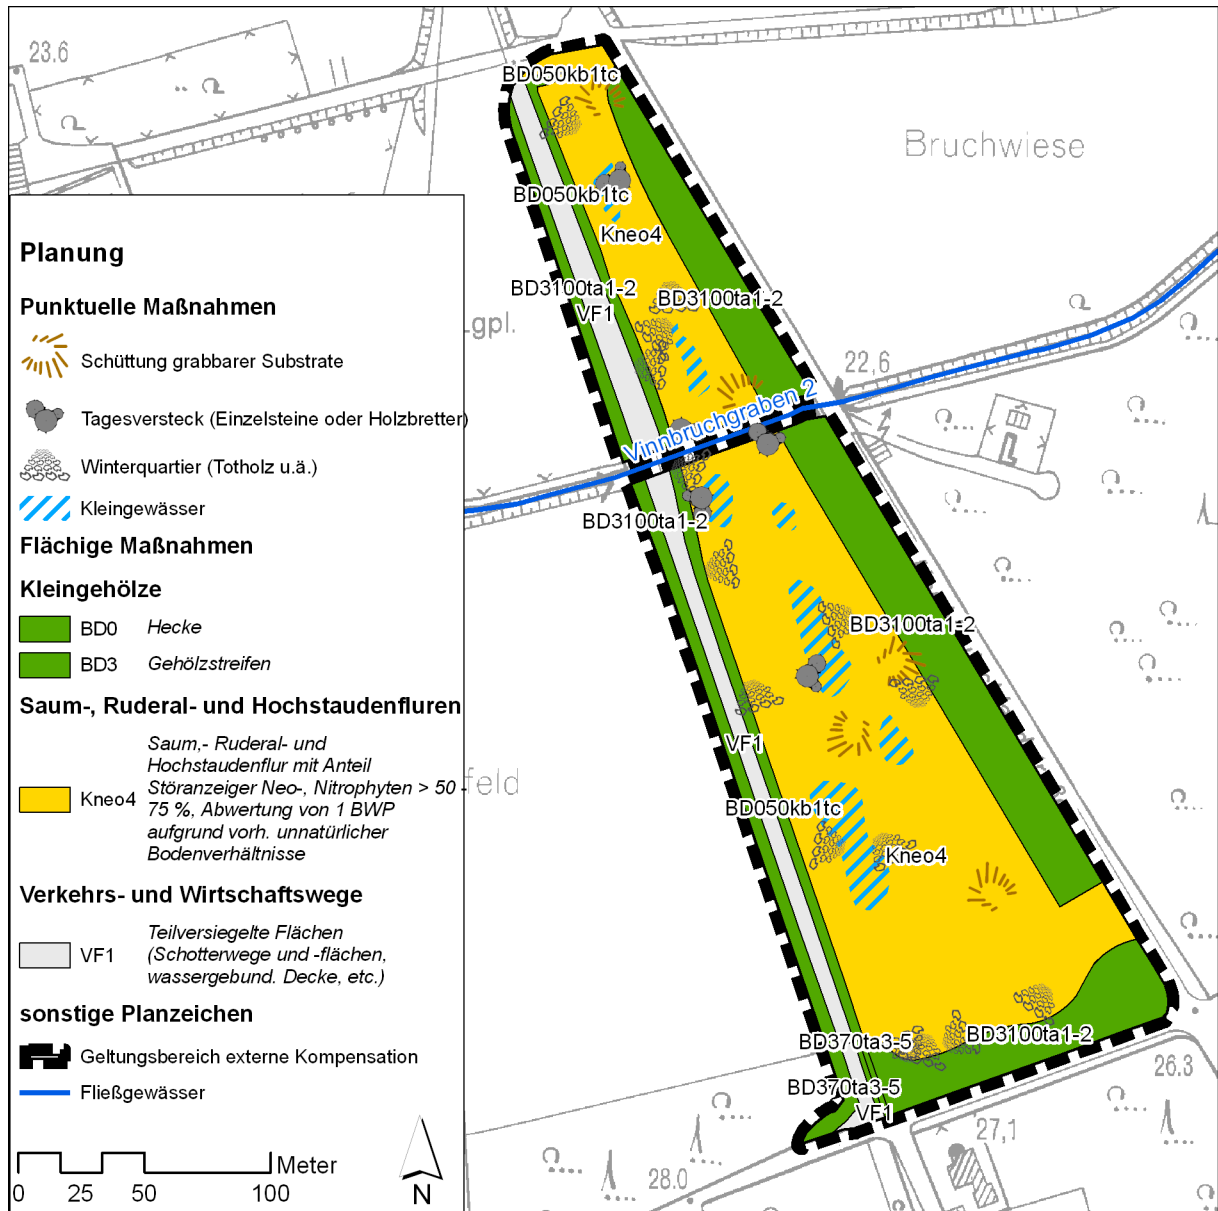 23.6
BD050kb1tc
Bruchwiese
BD050kb1tc
Kneo4
BD3100ta1-2
BD3100ta1-2
VF1
Lgpl.
22,6
Vinnbruchgraben 2
BD3100ta1-2
BD3100ta1-2
VF1
feld
BD050kb1tc
Kneo4
BD370ta3-5
BD3100ta1-2
BD370ta3-5
VF1
26.3
27,1
28.0
Planung
Punktuelle Maßnahmen
Schüttung grabbarer Substrate
Tagesversteck (Einzelsteine oder Holzbretter)
Winterquartier (Totholz u.ä.)
Kleingewässer
Flächige Maßnahmen
Kleingehölze
BD0 Hecke
BD3 Gehölzstreifen
Saum-, Ruderal- und Hochstaudenfluren
Saum,- Ruderal- und
Hochstaudenflur mit Anteil
Störanzeiger Neo-, Nitrophyten > 50 -
Kneo4 75 %, Abwertung von 1 BWP
aufgrund vorh. unnatürlicher
Bodenverhältnisse
Verkehrs- und Wirtschaftswege
Teilversiegelte Flächen
VF1 (Schotterwege und -flächen,
wassergebund. Decke, etc.)
sonstige Planzeichen
Geltungsbereich externe Kompensation
Fließgewässer
Meter
0 25 50 100
N